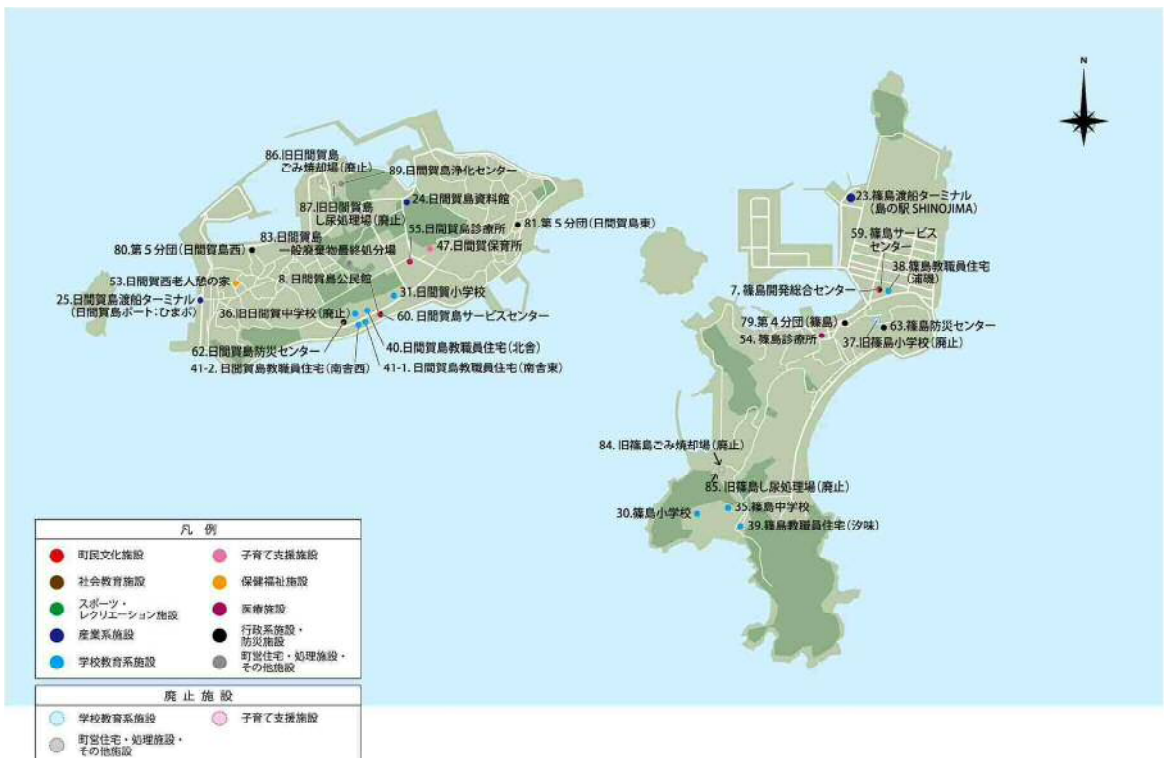 N
86.旧日間賀島
ごみ焼却場(廃止)
89.日間賀島浄化センター
24.日間賀島資料館
87.旧日間賀島
し尿処理場(廃止)
55.日間賀島診療所
81.第5分団(日間賀島東)
83.日間賀島
一般廃棄物最終処分場
47.日間賀保育所
80.第5分団(日間賀島西)
53.日間賀西老人憩の家
8.日間賀島公民館
31.日間賀小学校
25.日間賀島渡船ターミナル
(日間賀島ポート:ひまポ)
36.旧日間賀中学校(廃止)
60.日間賀島サービスセンター
62.日間賀島防災センター
40.日間賀島教職員住宅(北舎)
41-2.日間賀島教職員住宅(南舎西)
41-1.日間賀島教職員住宅(南舎東)
23.篠島渡船ターミナル
(島の駅SHINOJIMA)
59.篠島サービス
センター
38.篠島教職員住宅
(浦磯)
7.篠島開発総合センター
79.第4分団(篠島)
63.篠島防災センター
54.篠島診療所
37.旧篠島小学校(廃止)
84.旧篠島ごみ焼却場(廃止)
85.旧篠島し尿処理場(廃止)
30.篠島小学校
35.篠島中学校
39.篠島教職員住宅(汐味)
凡例
町民文化施設
子育て支援施設
社会教育施設
保健福祉施設
スポーツ・
レクリエーション施設
医療施設
産業系施設
行政系施設・
防災施設
学校教育系施設
町営住宅・処理施設・
その他施設
廃止施設
学校教育系施設
子育て支援施設
町営住宅・処理施設・
その他施設